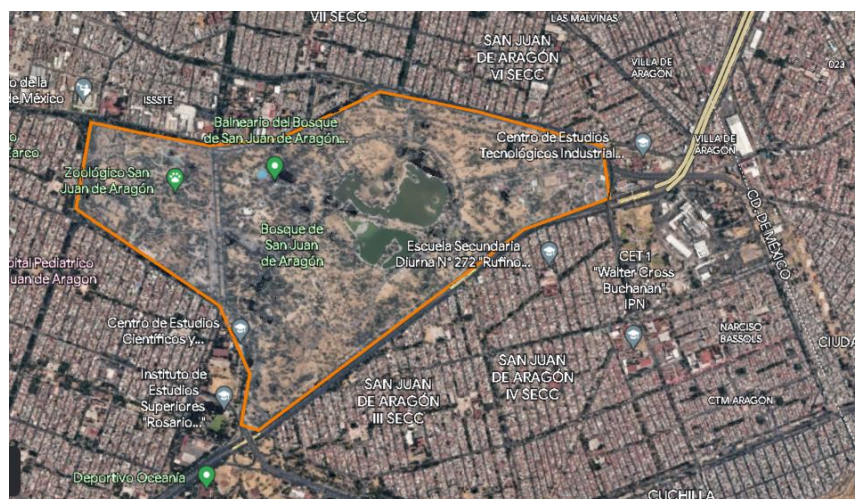 VII SECC
LAS MALVINAS
SAN JUAN
DE ARAGÓN
VI SECC
VILLA DE
ARAGÓN
023
o de la
de México
ISSSTE
Balneario del Bosque
de San Juan de Aragón...
Centro de Estudios
Tecnológicos Industrial...
VILLA DE
ARAGÓN
Zoológico San
Juan de Aragón
CD. DE MÉXICO
Bosque de
San Juan
de Aragón
Escuela Secundaria
Diurna N° 272 "Rufino...
CET 1
"Walter Cross
Buchanan"
IPN
pital Pediatrico
uan de Aragon
Centro de Estudios
Científicos y...
NARCISO
BASSOLS
CIUDA
Instituto de
Estudios
Superiores
"Rosario..."
SAN JUAN
DE ARAGÓN
III SECC
SAN JUAN
DE ARAGÓN
IV SECC
CTM ARAGÓN
Deportivo Oceanía
CUCHILLA